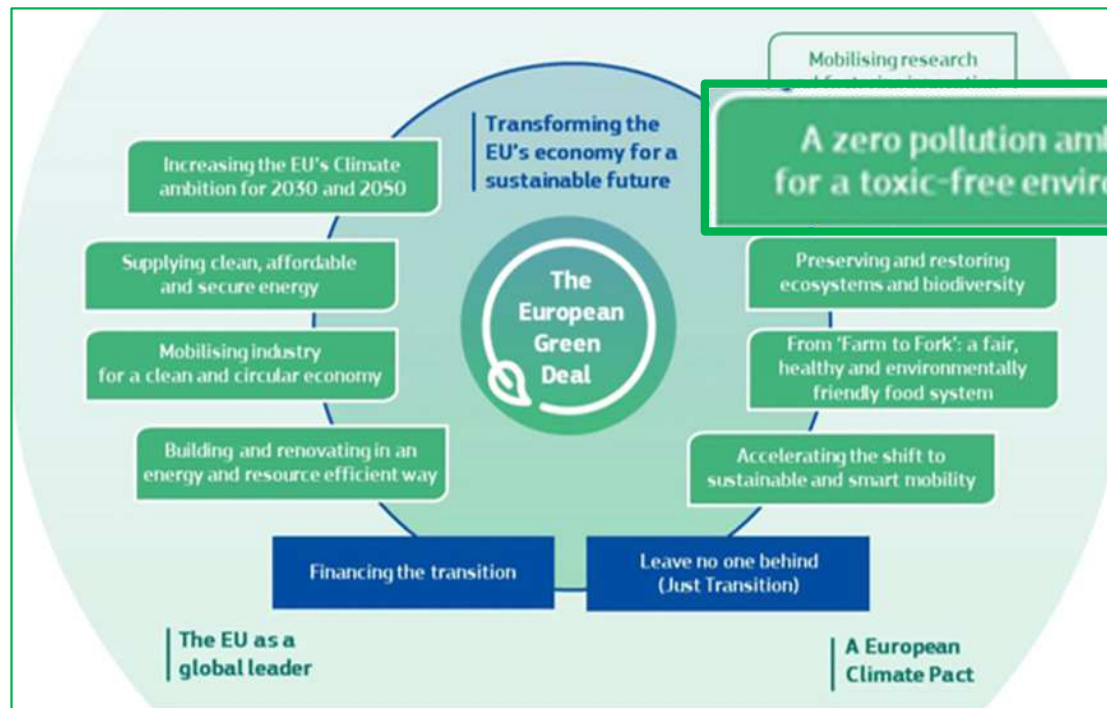 Mobilising research
Transforming the
EU's economy for a
sustainable future
A zero pollution
for a toxic-free
Increasing the EU's Climate
ambition for 2030 and 2050
Supplying clean, affordable
and secure energy
Preserving and restoring
ecosystems and biodiversity
The
European
Green
Deal
Mobilising industry
for a clean and circular economy
From 'Farm to Fork': a fair,
healthy and environmentally
friendly food system
Building and renovating in an
energy and resource efficient way
Accelerating the shift to
sustainable and smart mobility
Financing the transition
Leave no one behind
(Just Transition)
The EU as a
global leader
A European
Climate Pact